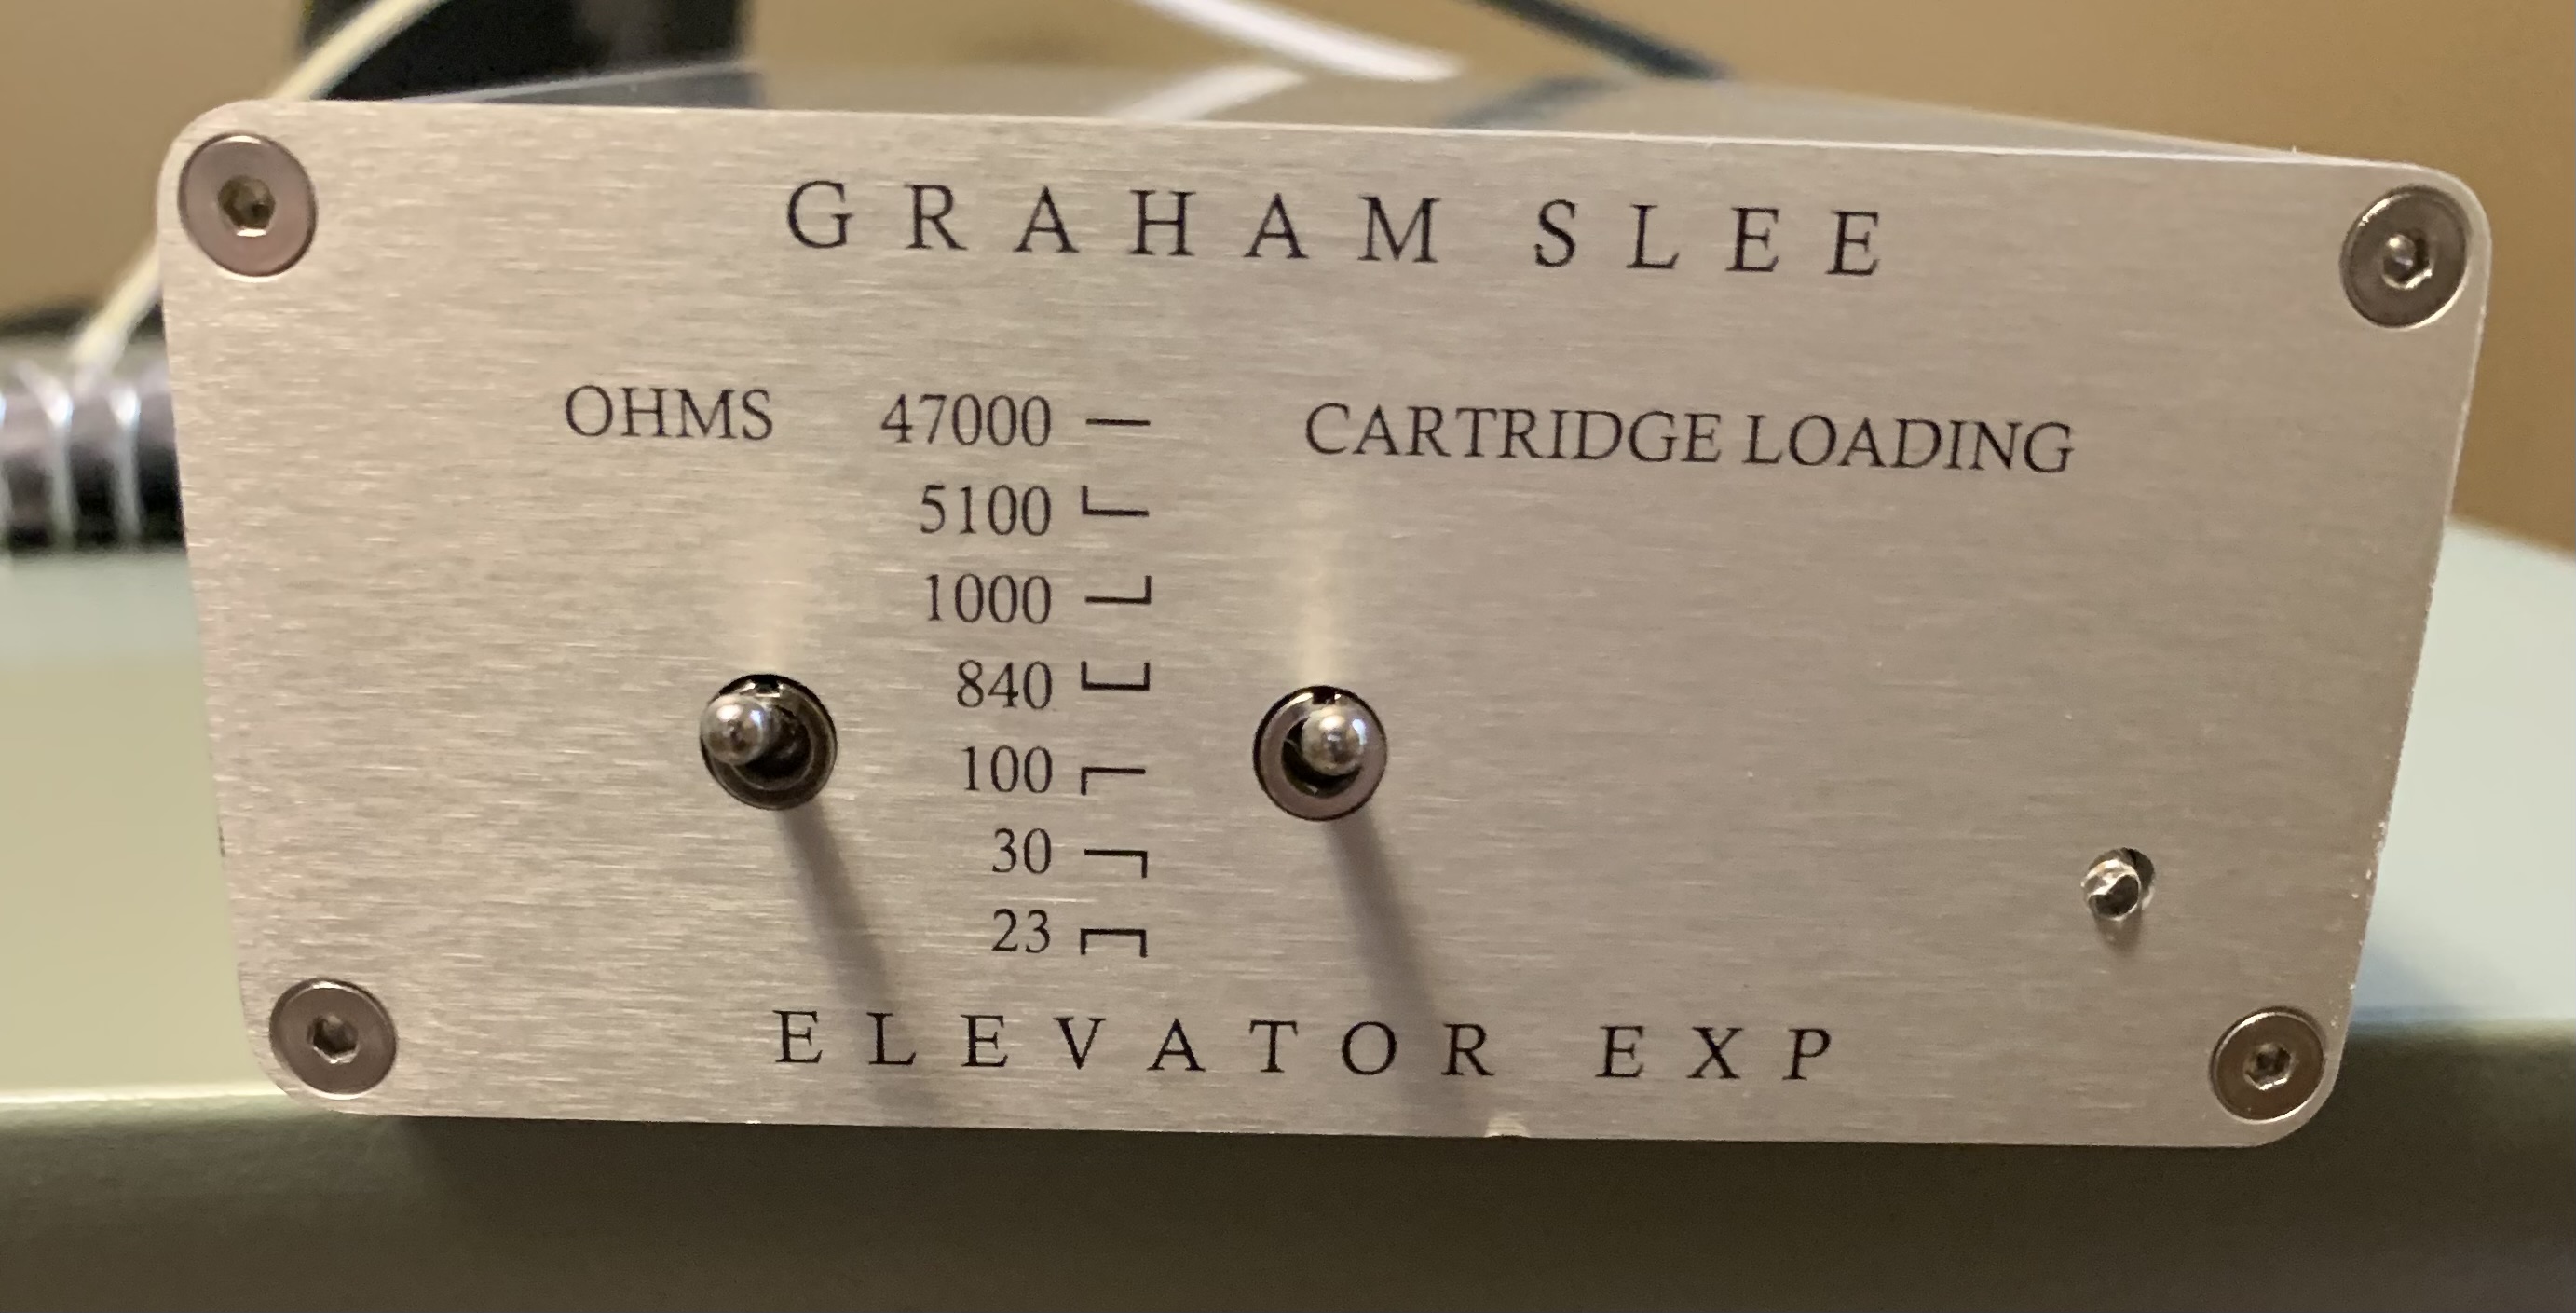 GRAHAM SLEE
OHMS 47000 CARTRIDGE LOADING
5100
1000
840
100
30
23
ELEVATOR EXP